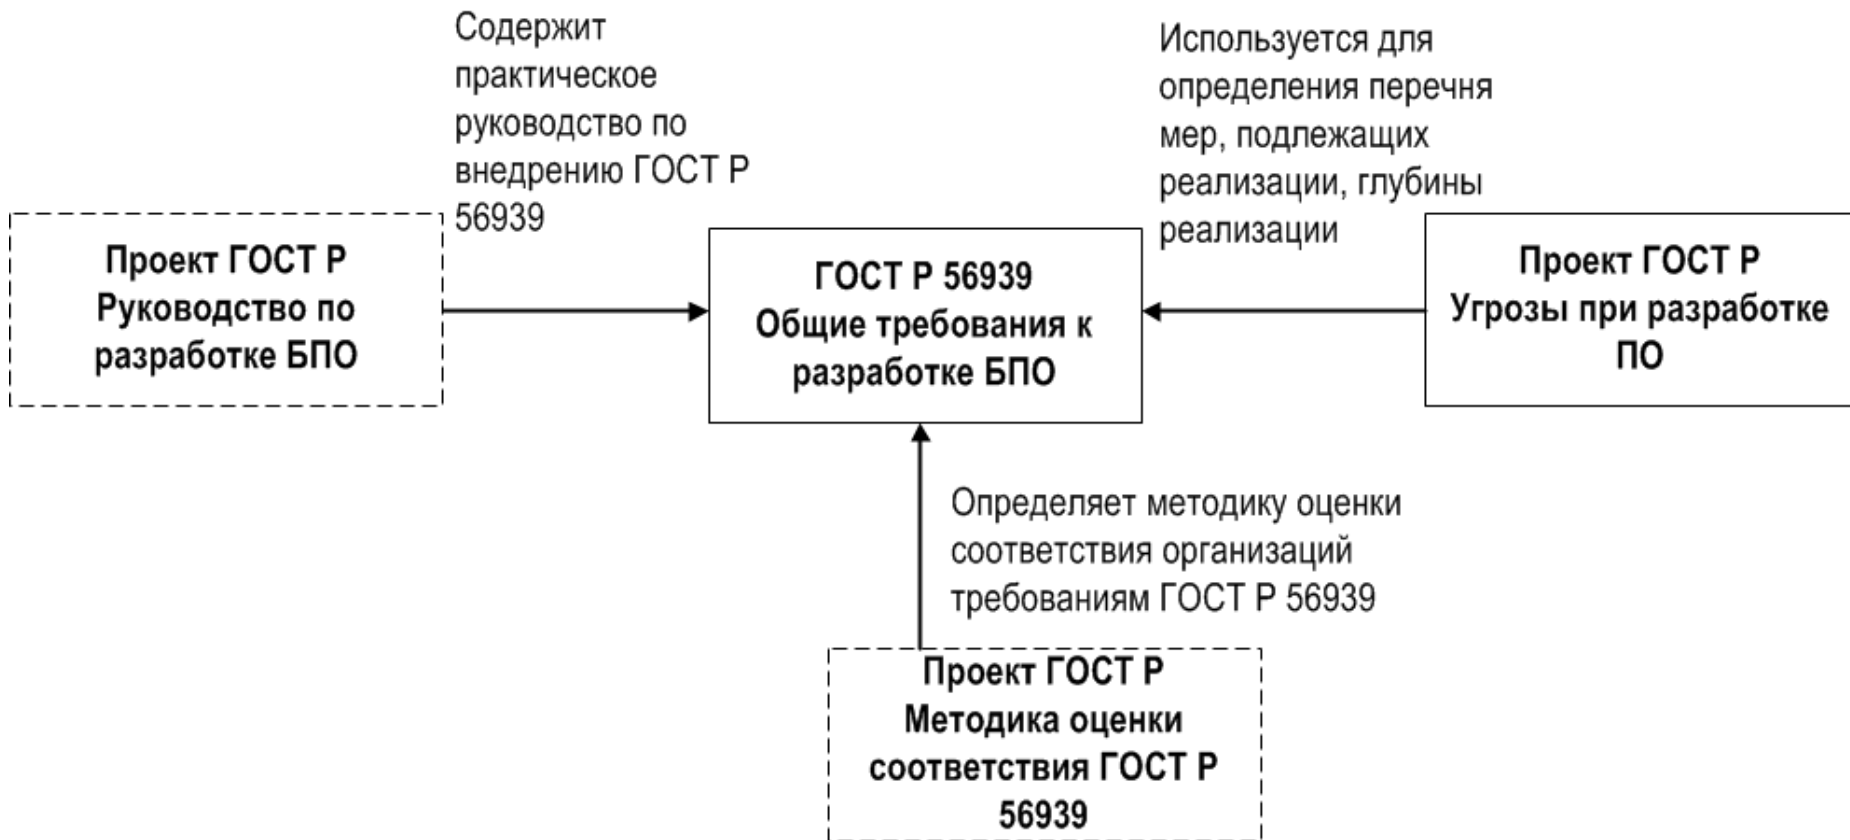 Содержит
практическое
руководство по
внедрению ГОСТ Р
56939
Используется для
определения перечня
мер, подлежащих
реализации, глубины
реализации
Проект ГОСТ Р
Руководство по
разработке БПО
ГОСТ Р 56939
Общие требования к
разработке БПО
Проект ГОСТ Р
Угрозы при разработке
ПО
Определяет методику оценки
соответствия организаций
требованиям ГОСТ Р 56939
Проект ГОСТ Р
Методика оценки
соответствия ГОСТ Р
56939